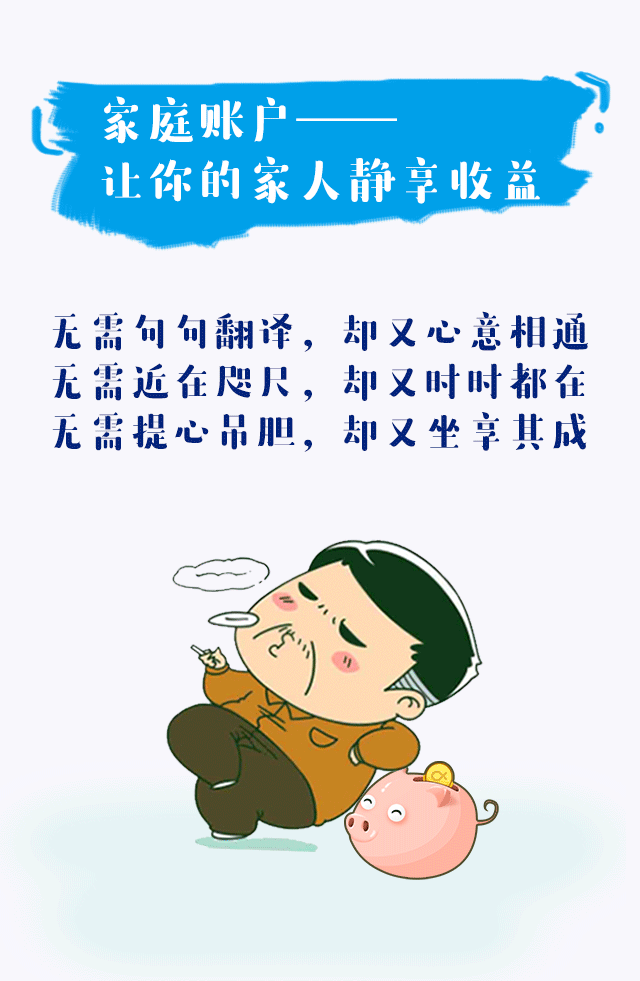 家庭账户——
让你的家人静享收益
无需句句翻译，却又心意相通
无需近在咫尺，却又时时都在
无需提心吊胆，却又坐享其成